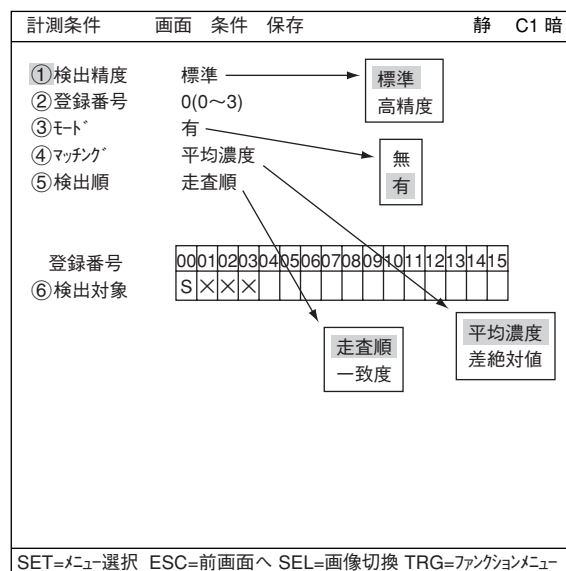 計測条件 画面 条件 保存 静 C1 暗
①検出精度 標準
標準
高精度
②登録番号 0(0～3)
③ﾓｰﾄﾞ 有
無
有
④ﾏｯﾁﾝｸﾞ 平均濃度
⑤検出順 走査順
登録番号 00 01 02 03 04 05 06 07 08 09 10 11 12 13 14 15
⑥検出対象 S × × ×
走査順
一致度
平均濃度
差絶対値
SET=ﾒﾆｭｰ選択 ESC=前画面へ SEL=画像切換 TRG=ﾌｧﾝｸｼｮﾝﾒﾆｭｰ